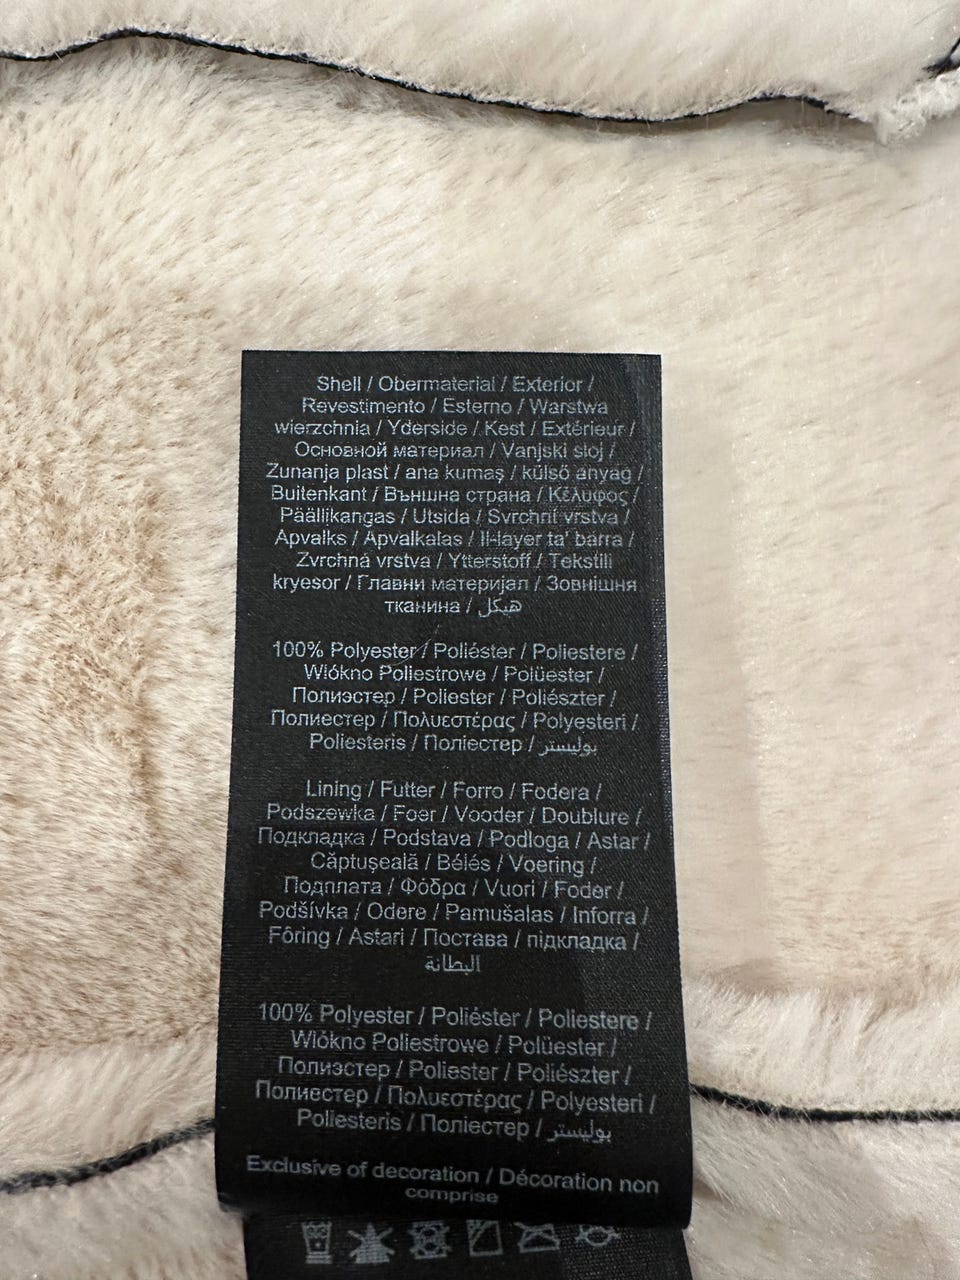 Shell / Obermaterial / Exterior /
Revestimento / Esterno / Warstwa
wierzchnia / Yderside / Kest / Extérieur /
Основной материал / Vanjski sloj /
Zunanja plast / ana kumaş / külső anyag /
Buitenkant / Външна страна / Κέλυφος /
Päällikangas / Utsida / Svrchní vrstva /
Apvalks / Apvalkalas / Il-layer ta' barra /
Zvrchná vrstva / Ytterstoff / Tekstili
kryesor / Главни материјал / Зовнішня
тканина / هيكل
100% Polyester / Poliéster / Poliestere /
Wlókno Poliestrowe / Polüester /
Полиэстер / Poliester / Poliészter /
Полиестер / Πολυεστέρας / Polyesteri /
Poliesteris / Поліестер / بوليستر
Lining / Futter / Forro / Fodera /
Podszewka / Foer / Vooder / Doublure /
Подкладка / Podstava / Podloga / Astar /
Căptușeală / Bélés / Voering /
Подплата / Φόδρα / Vuori / Foder /
Podšívka / Odere / Pamušalas / Inforra /
Fôring / Astari / Постава / підкладка /
البطانة
100% Polyester / Poliéster / Poliestere /
Wlókno Poliestrowe / Polüester /
Полиэстер / Poliester / Poliészter /
Полиестер / Πολυεστέρας / Polyesteri /
Poliesteris / Поліестер / بوليستر
Exclusive of decoration / Décoration non
comprise